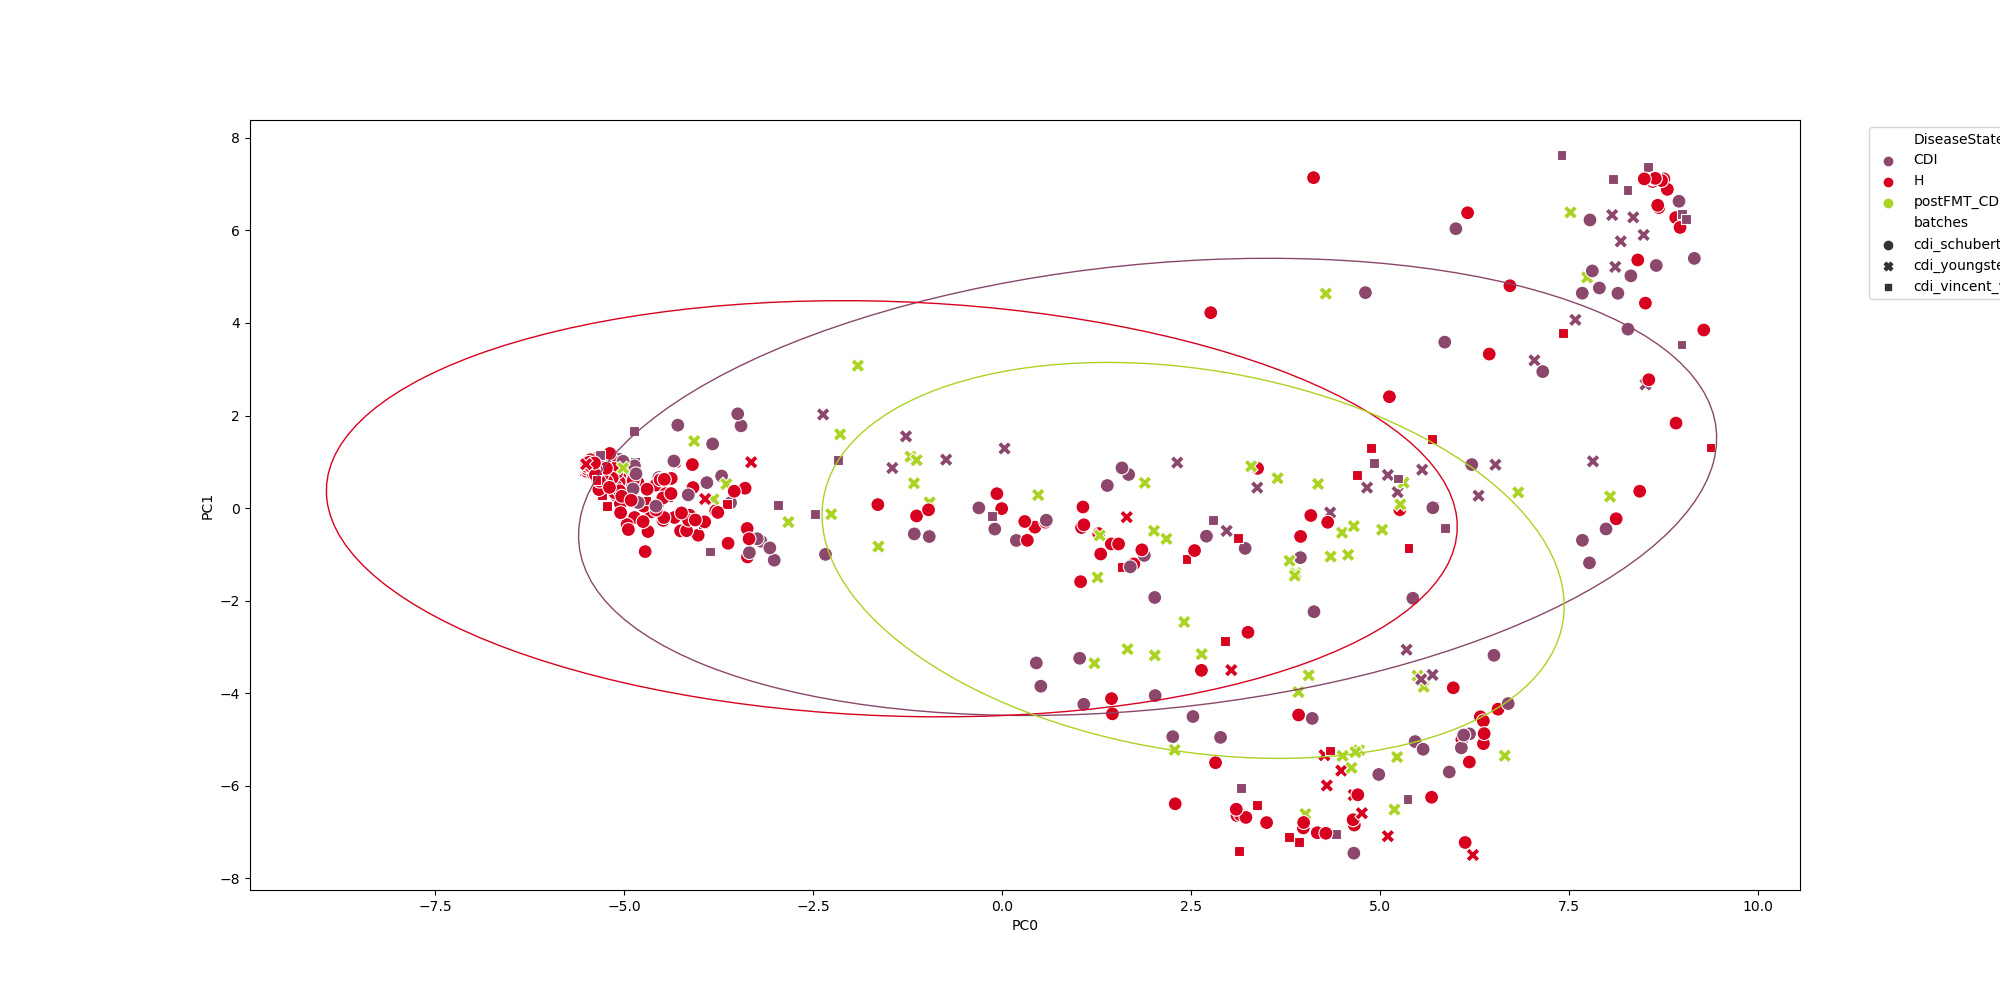 DiseaseState
CDI
H
postFMT_CD
batches
cdi_schubert
cdi_youngste
cdi_vincent_
8
6
4
2
0
−2
−4
−6
−8
PC1
−7.5 −5.0 −2.5 0.0 2.5 5.0 7.5 10.0
PC0